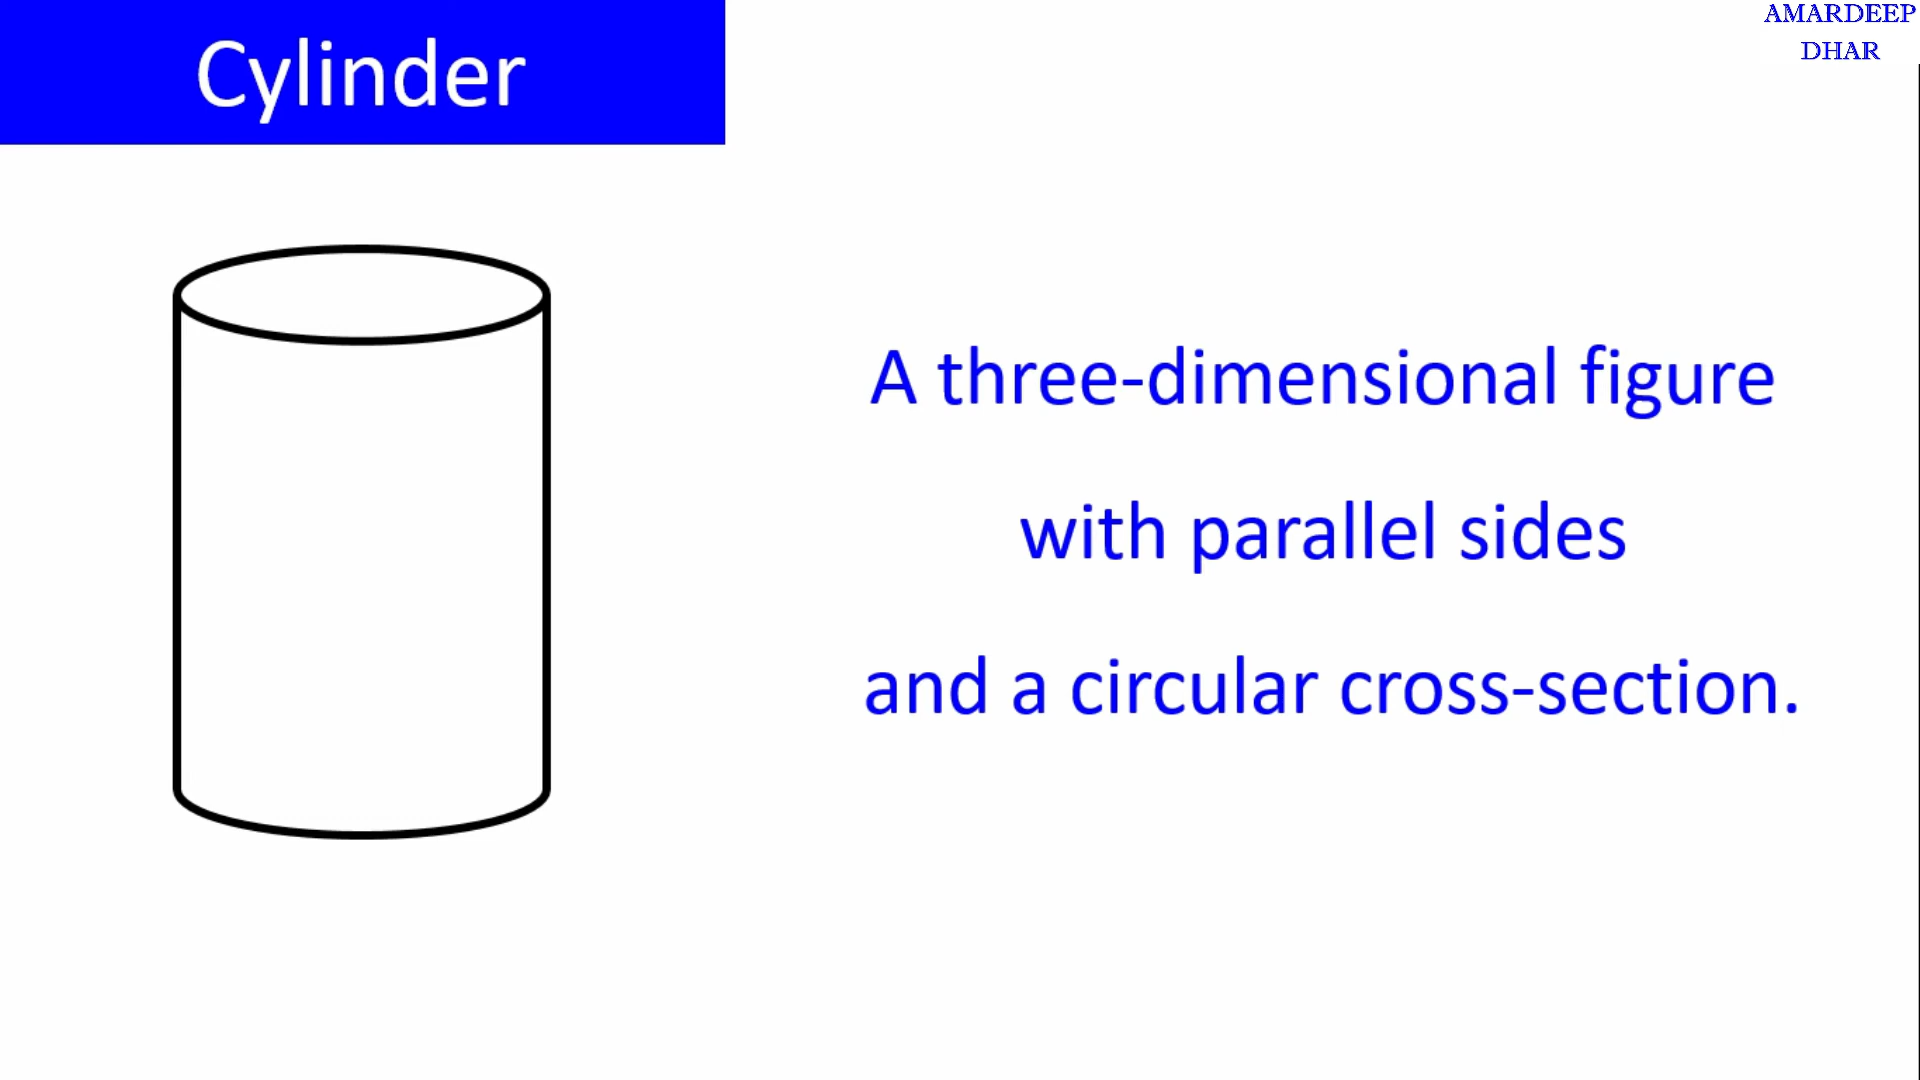 Cylinder
AMARDEEP
DHAR
A three-dimensional figure
with parallel sides
and a circular cross-section.